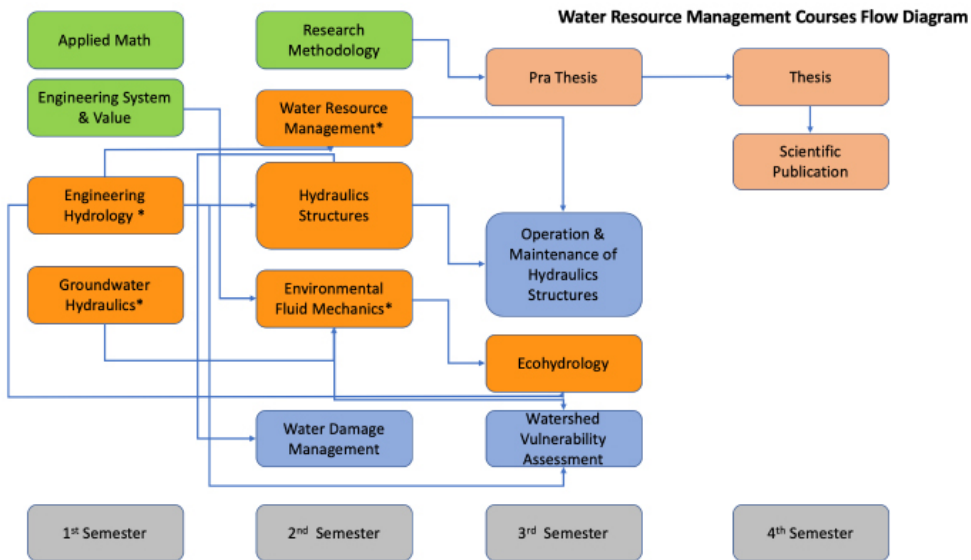 Water Resource Management Courses Flow Diagram
Applied Math
Research
Methodology
Pra Thesis
Thesis
Engineering System
& Value
Water Resource
Management*
Scientific
Publication
Engineering
Hydrology *
Hydraulics
Structures
Operation &
Maintenance of
Hydraulics
Structures
Groundwater
Hydraulics*
Environmental
Fluid Mechanics*
Ecohydrology
Water Damage
Management
Watershed
Vulnerability
Assessment
1st Semester
2nd Semester
3rd Semester
4th Semester